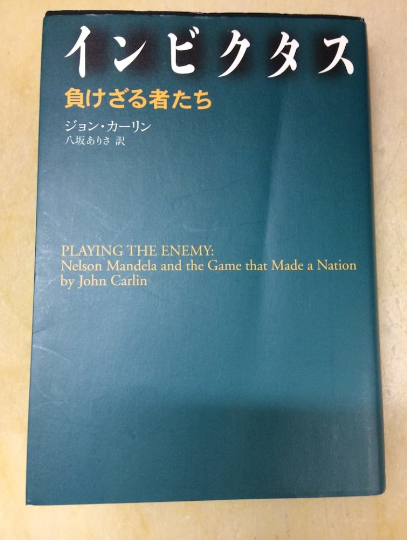 インビクタス
負けざる者たち
ジョン・カーリン
八坂ありさ 訳
PLAYING THE ENEMY:
Nelson Mandela and the Game that Made a Nation
by John Carlin